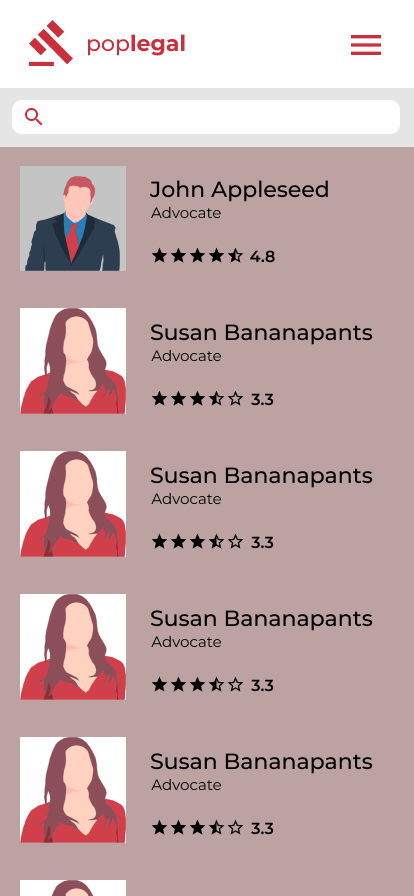 poplegal
John Appleseed
Advocate
4.8
Susan Bananapants
Advocate
3.3
Susan Bananapants
Advocate
3.3
Susan Bananapants
Advocate
3.3
Susan Bananapants
Advocate
3.3